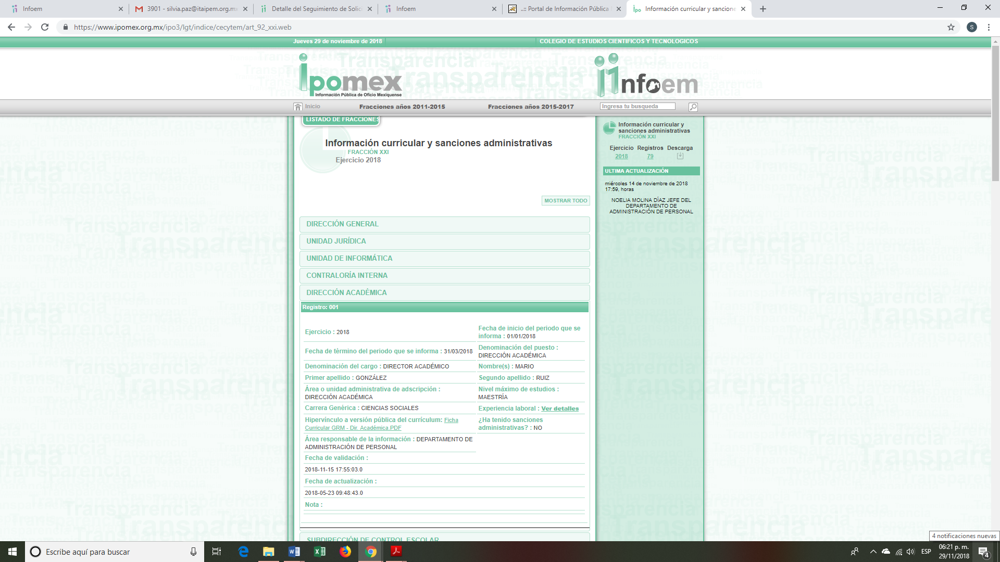 Infoem
3901 - silvia.paz@itaipem.org.mx
Detalle del Seguimiento de Solici
Infoem
..:: Portal de Información Pública
Información curricular y sancione
https://www.ipomex.org.mx/ipo3/lgt/indice/cecytem/art_92_xxi.web
S
Jueves 29 de noviembre de 2018
COLEGIO DE ESTUDIOS CIENTIFICOS Y TECNOLOGICOS
ipomex
Información Pública de Oficio Mexiquense
infoem
Transparencia
Inicio
Fracciones años 2011-2015
Fracciones años 2015-2017
Ingresa tu busqueda
LISTADO DE FRACCIONES
Información curricular y sanciones administrativas
FRACCIÓN XXI
Ejercicio 2018
MOSTRAR TODO
DIRECCIÓN GENERAL
UNIDAD JURÍDICA
UNIDAD DE INFORMÁTICA
CONTRALORÍA INTERNA
DIRECCIÓN ACADÉMICA
Registro: 001
Ejercicio : 2018
Fecha de inicio del periodo que se
informa : 01/01/2018
Fecha de término del periodo que se informa : 31/03/2018
Denominación del puesto :
DIRECCIÓN ACADÉMICA
Denominación del cargo : DIRECTOR ACADÉMICO
Nombre(s) : MARIO
Primer apellido : GONZÁLEZ
Segundo apellido : RUIZ
Área o unidad administrativa de adscripción :
DIRECCIÓN ACADÉMICA
Nivel máximo de estudios :
MAESTRÍA
Carrera Genérica : CIENCIAS SOCIALES
Experiencia laboral : Ver detalles
Hipervínculo a versión pública del currículum: Ficha
Curricular GRM - Dir. Académica.PDF
¿Ha tenido sanciones
administrativas? : NO
Área responsable de la información : DEPARTAMENTO DE
ADMINISTRACIÓN DE PERSONAL
Fecha de validación :
2018-11-15 17:55:03.0
Fecha de actualización :
2018-05-23 09:48:43.0
Nota :
SUBDIRECCIÓN DE CONTROL ESCOLAR
Información curricular y
sanciones administrativas
FRACCIÓN XXI
Ejercicio Registros Descarga
2018 79
ULTIMA ACTUALIZACIÓN
miércoles 14 de noviembre de 2018
17:59, horas
NOELIA MOLINA DÍAZ JEFE DEL
DEPARTAMENTO DE
ADMINISTRACIÓN DE PERSONAL
4 notificaciones nuevas
Escribe aquí para buscar
ESP
06:21 p. m.
29/11/2018
4